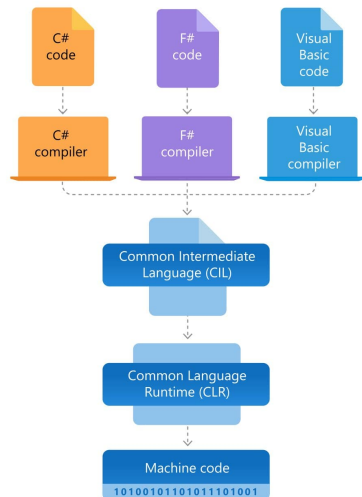 C#
code
F#
code
Visual
Basic
code
C#
compiler
F#
compiler
Visual
Basic
compiler
Common Intermediate
Language (CIL)
Common Language
Runtime (CLR)
Machine code
10100101101011101001